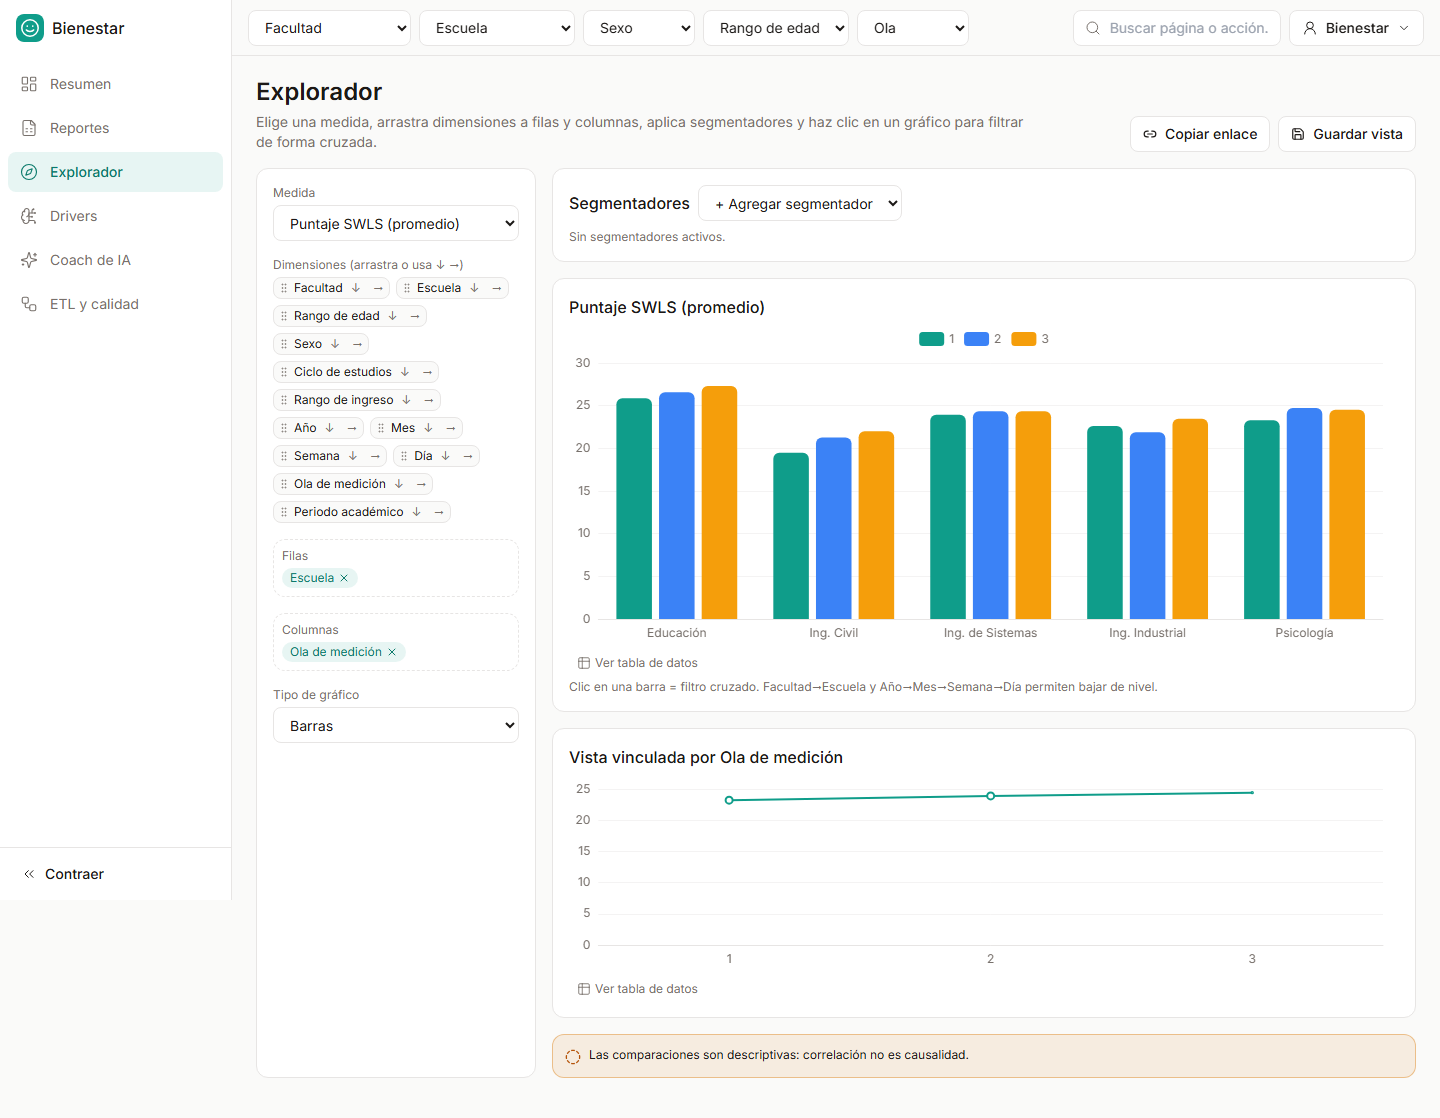 Bienestar
Facultad
Escuela
Sexo
Rango de edad
Ola
Buscar página o acción.
Bienestar
Resumen
Reportes
Explorador
Drivers
Coach de IA
ETL y calidad
Contraer
Explorador
Elige una medida, arrastra dimensiones a filas y columnas, aplica segmentadores y haz clic en un gráfico para filtrar
de forma cruzada.
Copiar enlace
Guardar vista
Medida
Puntaje SWLS (promedio)
Dimensiones (arrastra o usa ↓ →)
Facultad ↓ → Escuela ↓ →
Rango de edad ↓ →
Sexo ↓ →
Ciclo de estudios ↓ →
Rango de ingreso ↓ →
Año ↓ → Mes ↓ →
Semana ↓ → Día ↓ →
Ola de medición ↓ →
Periodo académico ↓ →
Filas
Escuela ×
Columnas
Ola de medición ×
Tipo de gráfico
Barras
Segmentadores
+ Agregar segmentador
Sin segmentadores activos.
Puntaje SWLS (promedio)
1 2 3
30
25
20
15
10
5
0
Educación Ing. Civil Ing. de Sistemas Ing. Industrial Psicología
Ver tabla de datos
Clic en una barra = filtro cruzado. Facultad→Escuela y Año→Mes→Semana→Día permiten bajar de nivel.
Vista vinculada por Ola de medición
25
20
15
10
5
0
1 2 3
Ver tabla de datos
Las comparaciones son descriptivas: correlación no es causalidad.